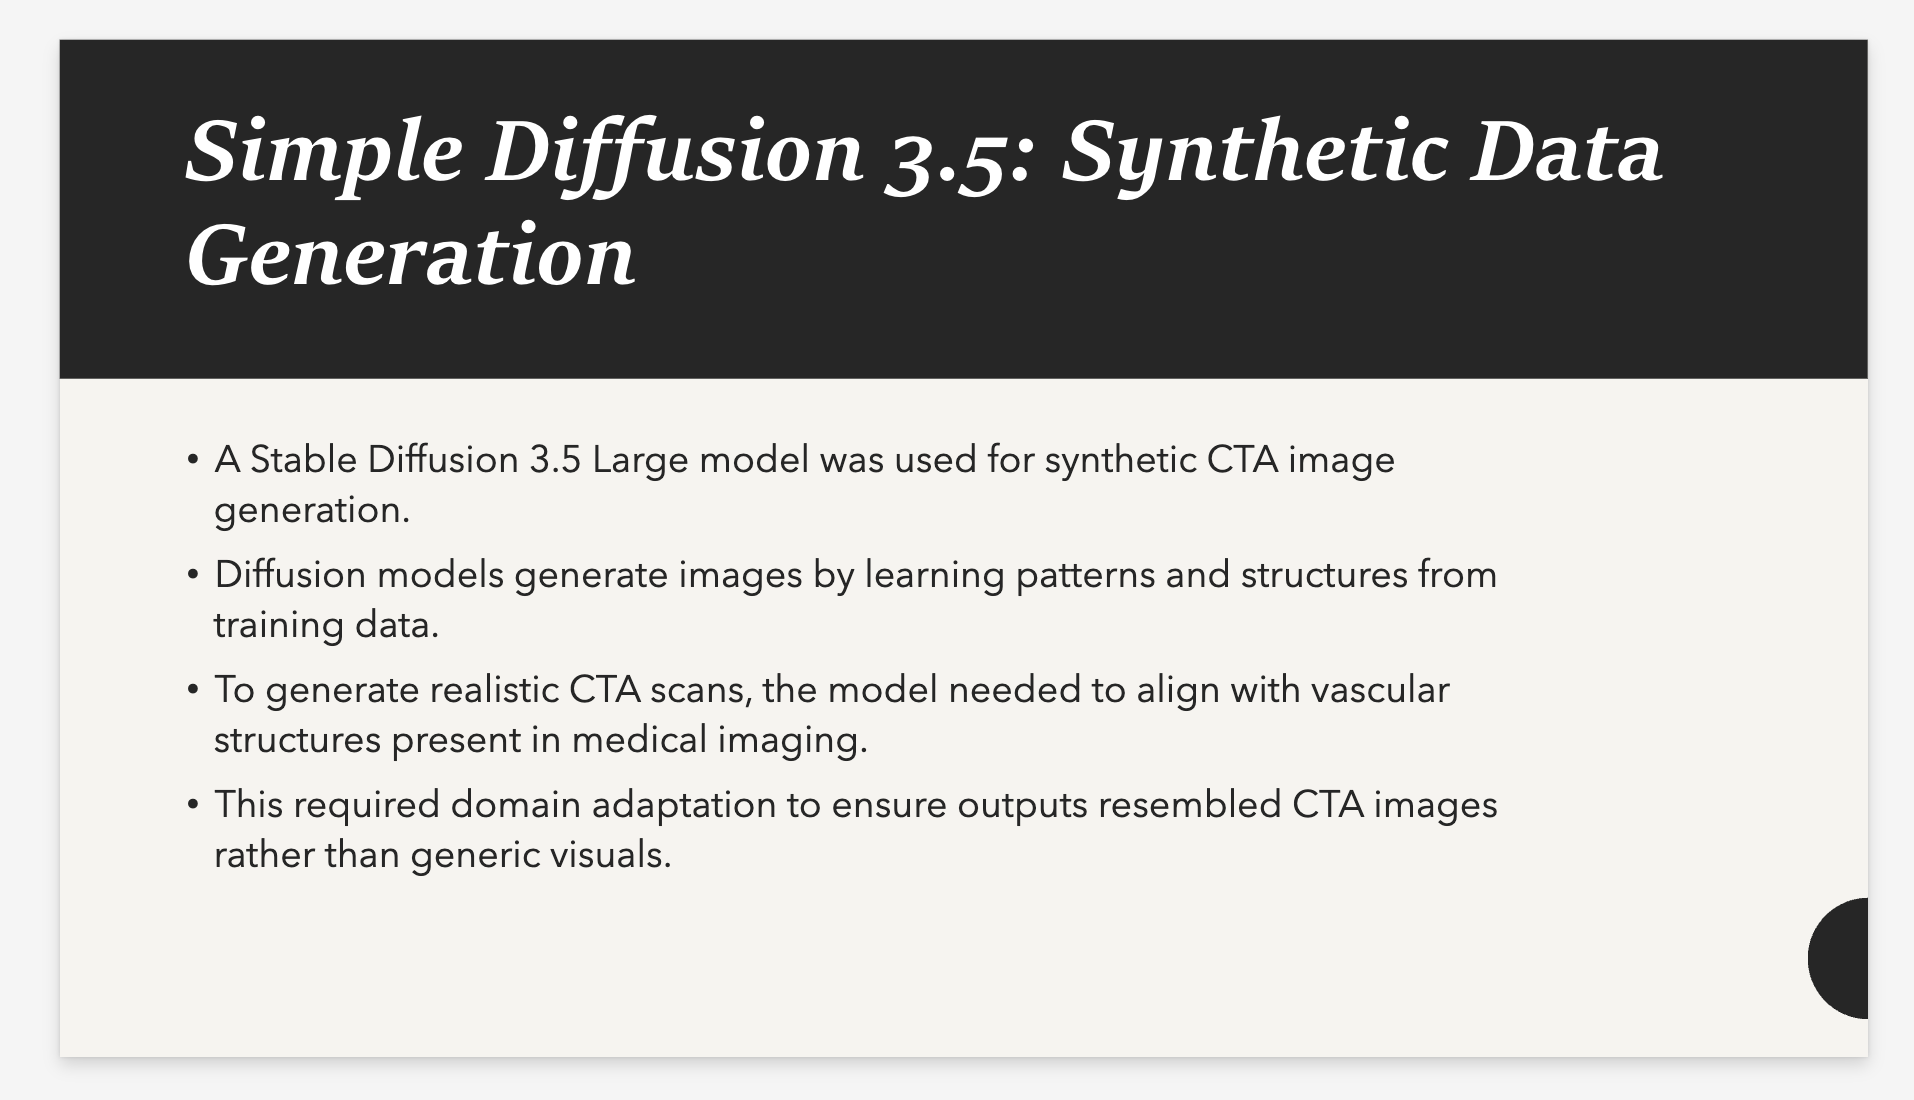 Simple Diffusion 3.5: Synthetic Data
Generation
• A Stable Diffusion 3.5 Large model was used for synthetic CTA image
generation.
• Diffusion models generate images by learning patterns and structures from
training data.
• To generate realistic CTA scans, the model needed to align with vascular
structures present in medical imaging.
• This required domain adaptation to ensure outputs resembled CTA images
rather than generic visuals.